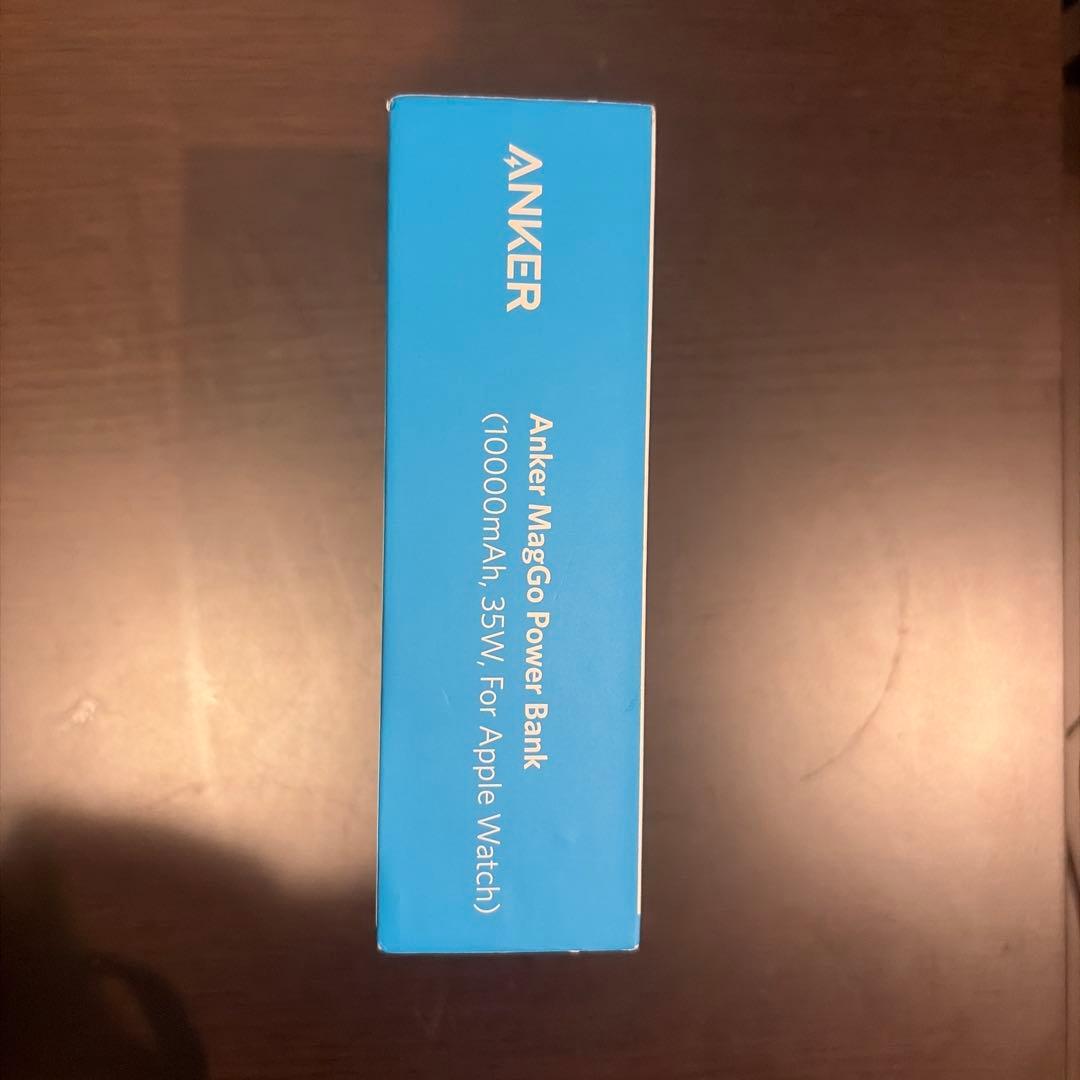 ANKER
Anker MagGo Power Bank
(10000mAh, 35W, For Apple Watch)